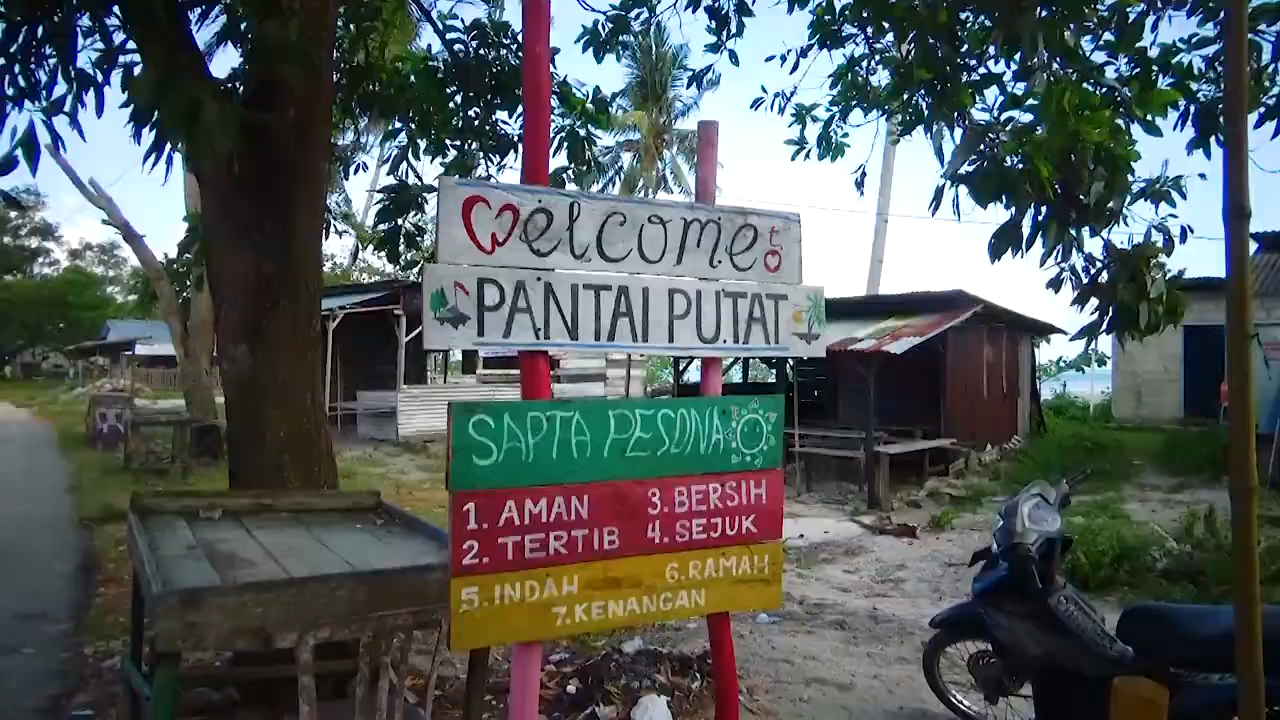 Welcome to
PANTAI PUTAT
SAPTA PESONA
1. AMAN 3. BERSIH
2. TERTIB 4. SEJUK
5. INDAH 6. RAMAH
7. KENANGAN